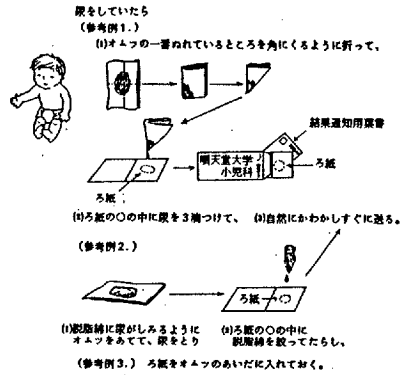 尿をしていたら
(参考例1.)
(1)オムツの一番ぬれているところを角にくるように折って、
結果通知用葉書
順天堂大学
小児科
ろ紙
ろ紙
(2)ろ紙の○の中に尿を3滴つけて、
(3)自然にかわかしすぐに送る。
(参考例2.)
ろ紙
(1)脱脂綿に尿がしみるように
オムツをあてて、尿をとり
(2)ろ紙の○の中に
脱脂綿を絞ってたらし、
(参考例3.) ろ紙をオムツのあいだに入れておく。